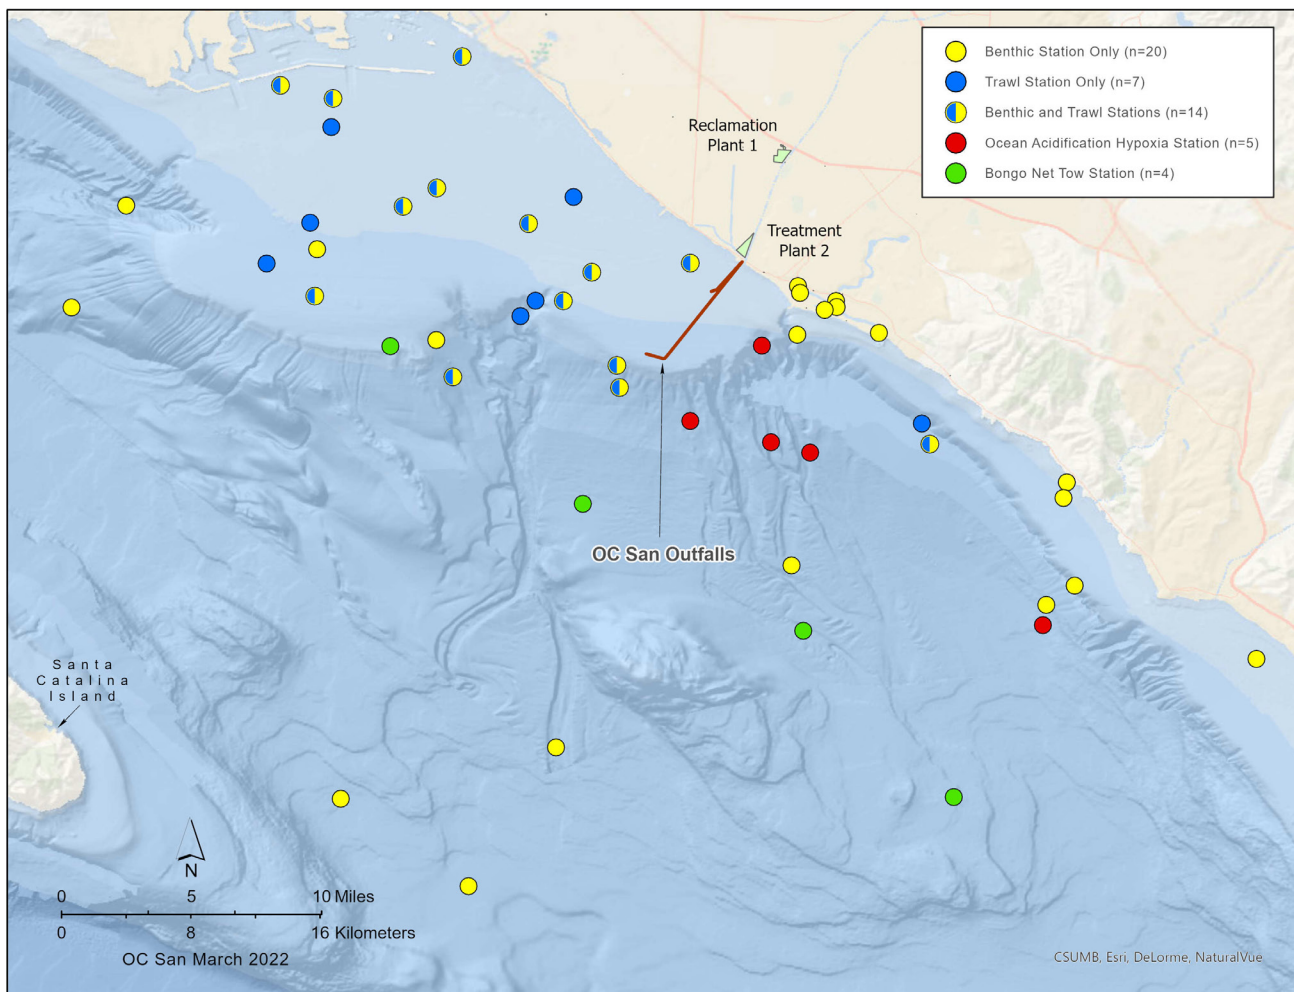 Benthic Station Only (n=20)
Trawl Station Only (n=7)
Benthic and Trawl Stations (n=14)
Ocean Acidification Hypoxia Station (n=5)
Bongo Net Tow Station (n=4)
Reclamation
Plant 1
Treatment
Plant 2
OC San Outfalls
Santa
Catalina
Island
N
0 5 10 Miles
0 8 16 Kilometers
OC San March 2022
CSUMB, Esri, DeLorme, NaturalVue